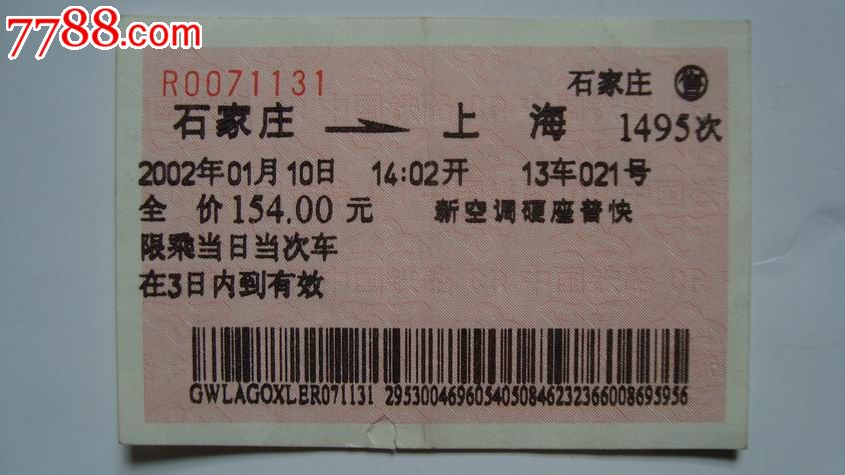 7788.com
R0071131 石家庄 售
石家庄 上海 1495次
2002年01月10日 14:02开 13车021号
全 价154.00元 新空调硬座普快
限乘当日当次车
在3日内到有效
GWLAGOXLER071131 295300469605405084623236600869595­6